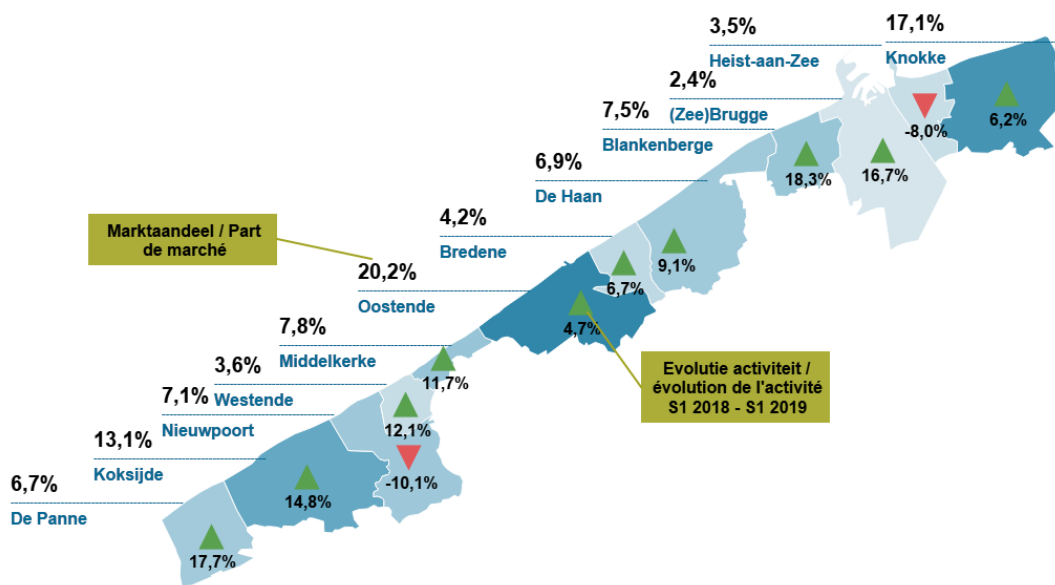 3,5%
Heist-aan-Zee
17,1%
Knokke
2,4%
(Zee)Brugge
7,5%
Blankenberge
6,9%
De Haan
4,2%
Bredene
20,2%
Oostende
7,8%
Middelkerke
3,6%
Westende
7,1%
Nieuwpoort
13,1%
Koksijde
6,7%
De Panne
Marktaandeel / Part
de marché
Evolutie activiteit /
évolution de l'activité
S1 2018 - S1 2019
6,2%
-8,0%
16,7%
18,3%
9,1%
6,7%
4,7%
11,7%
12,1%
-10,1%
14,8%
17,7%